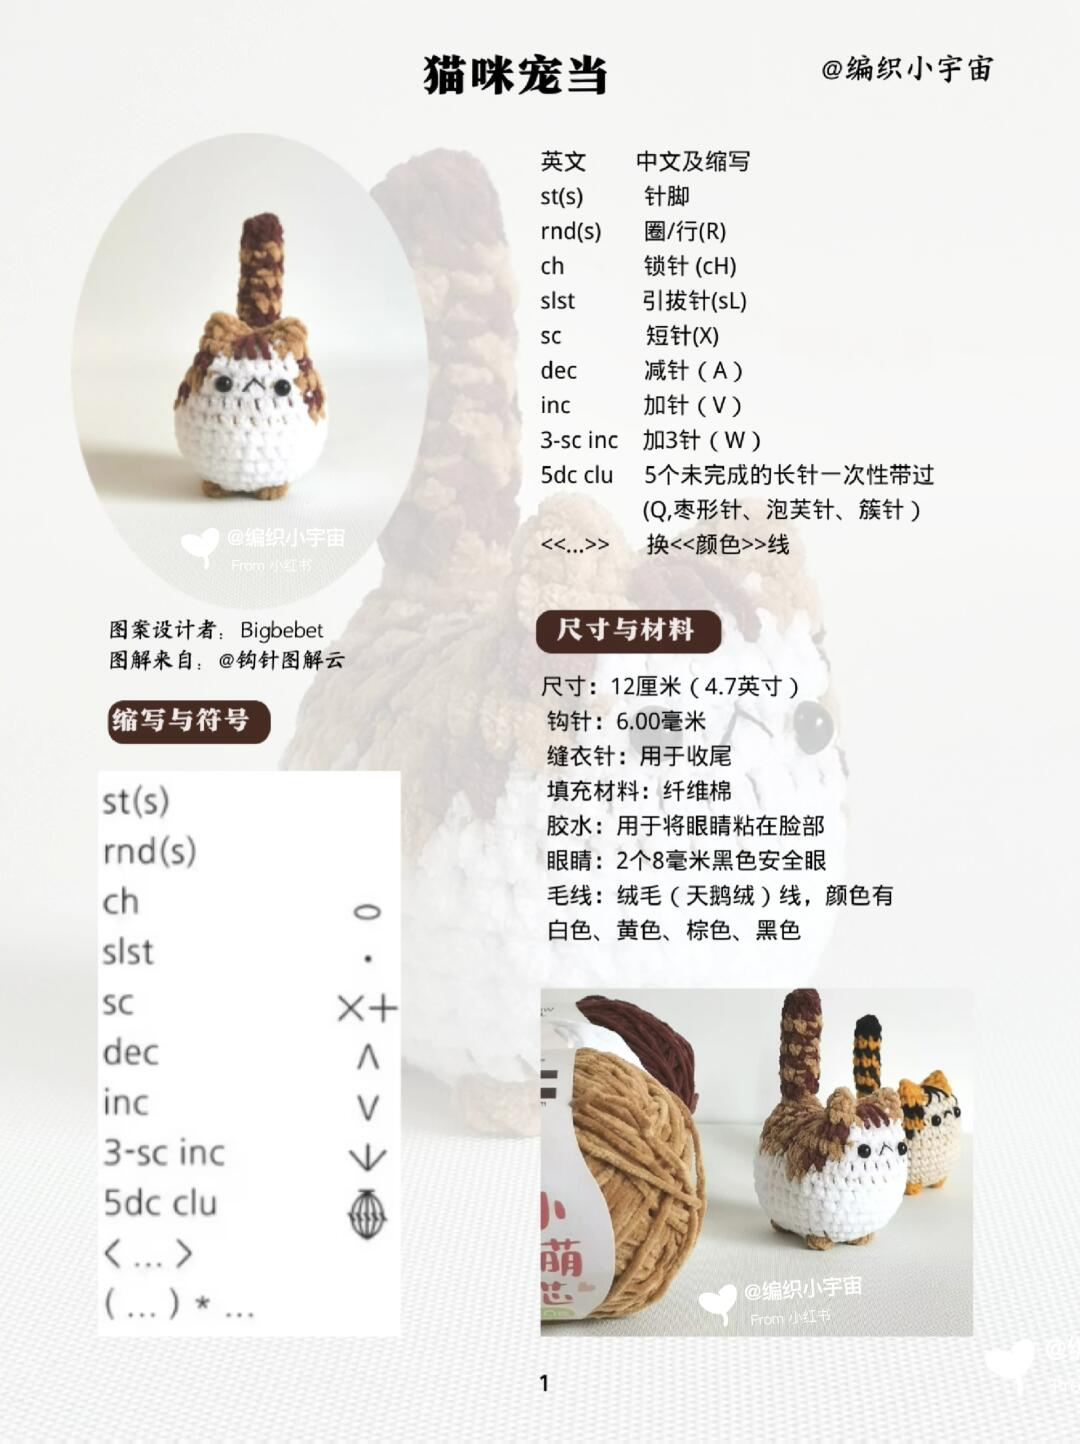 猫咪宠当
@编织小宇宙
@编织小宇宙
From 小红书
图案设计者：Bigbebet
图解来自：@钩针图解云
缩写与符号
st(s)
rnd(s)
ch
slst
sc ×+
dec ∧
inc ∨
3-sc inc
5dc clu
< ... >
( ... ) * ...
英文 中文及缩写
st(s) 针脚
rnd(s) 圈/行(R)
ch 锁针 (cH)
slst 引拔针(sL)
sc 短针(X)
dec 减针（A）
inc 加针（V）
3-sc inc 加3针（W）
5dc clu 5个未完成的长针一次性带过
(Q,枣形针、泡芙针、簇针）
<<...>> 换<<颜色>>线
尺寸与材料
尺寸：12厘米（4.7英寸）
钩针：6.00毫米
缝衣针：用于收尾
填充材料：纤维棉
胶水：用于将眼睛粘在脸部
眼睛：2个8毫米黑色安全眼
毛线：绒毛（天鹅绒）线，颜色有
白色、黄色、棕色、黑色
小
萌
芯
@编织小宇宙
From 小红书
1